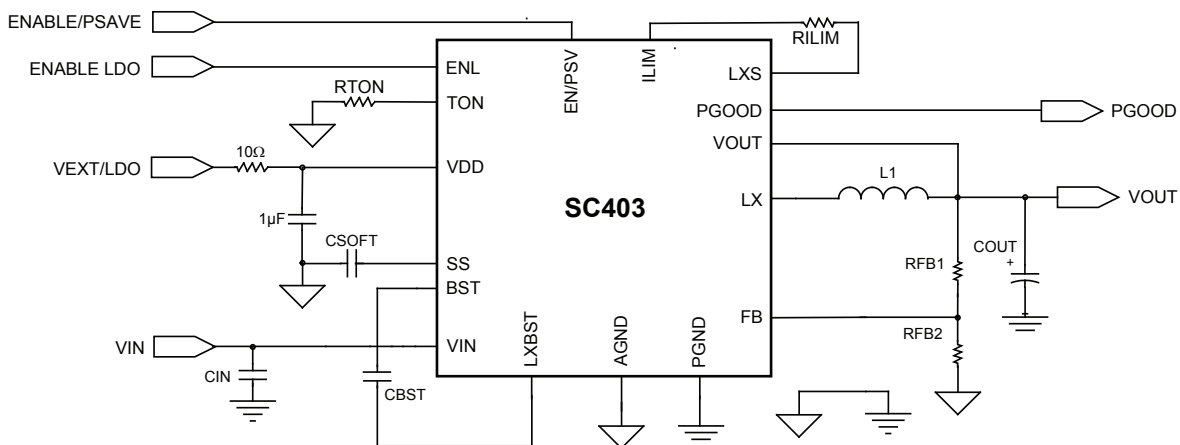 ENABLE/PSAVE
ENABLE LDO
RTON
VEXT/LDO
10Ω
1µF
CSOFT
VIN
CIN
CBST
ENL
TON
VDD
SS
BST
VIN
EN/PSV
ILIM
LXS
PGOOD
VOUT
LX
FB
SC403
LXBST
AGND
PGND
RILIM
PGOOD
L1
VOUT
RFB1
COUT
+
RFB2